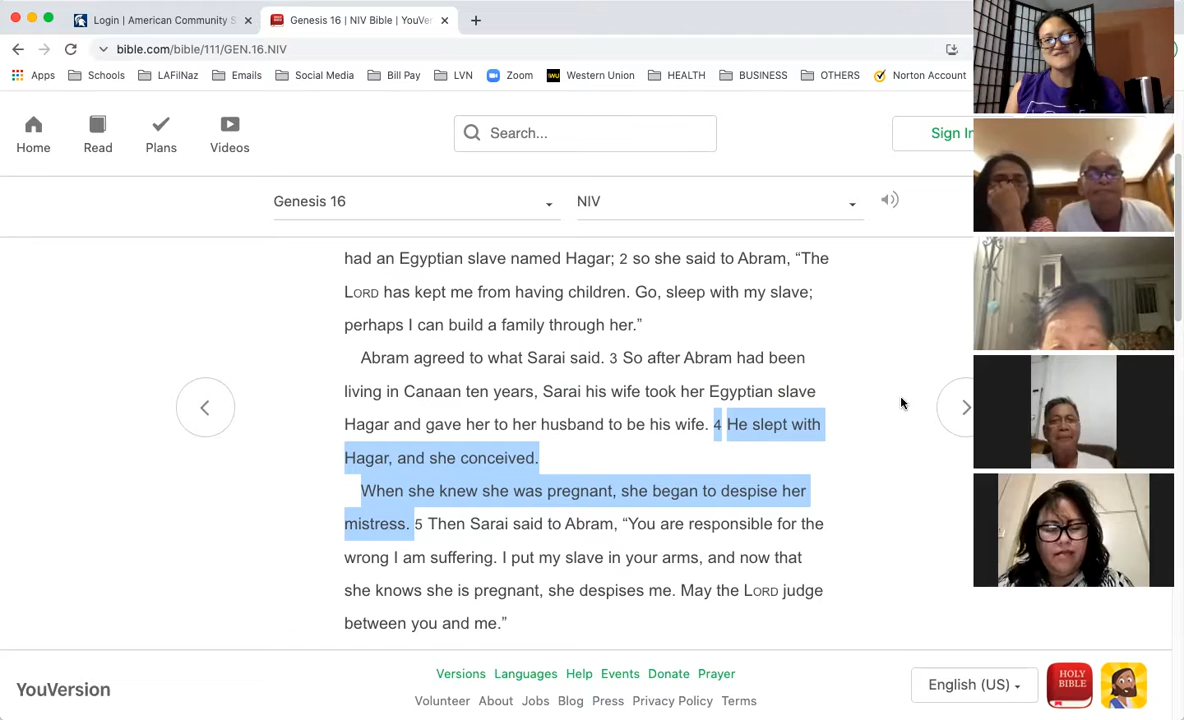 Login | American Community S
Genesis 16 | NIV Bible | YouVer
bible.com/bible/111/GEN.16.NIV
Apps Schools LAFilNaz Emails Social Media Bill Pay LVN Zoom WU Western Union HEALTH BUSINESS OTHERS Norton Account
Home Read Plans Videos
Search...
Sign In
Genesis 16
NIV
had an Egyptian slave named Hagar; 2 so she said to Abram, “The
LORD has kept me from having children. Go, sleep with my slave;
perhaps I can build a family through her.”
Abram agreed to what Sarai said. 3 So after Abram had been
living in Canaan ten years, Sarai his wife took her Egyptian slave
Hagar and gave her to her husband to be his wife. 4 He slept with
Hagar, and she conceived.
When she knew she was pregnant, she began to despise her
mistress. 5 Then Sarai said to Abram, “You are responsible for the
wrong I am suffering. I put my slave in your arms, and now that
she knows she is pregnant, she despises me. May the LORD judge
between you and me.”
YouVersion
Versions Languages Help Events Donate Prayer
Volunteer About Jobs Blog Press Privacy Policy Terms
English (US)
HOLY
BIBLE